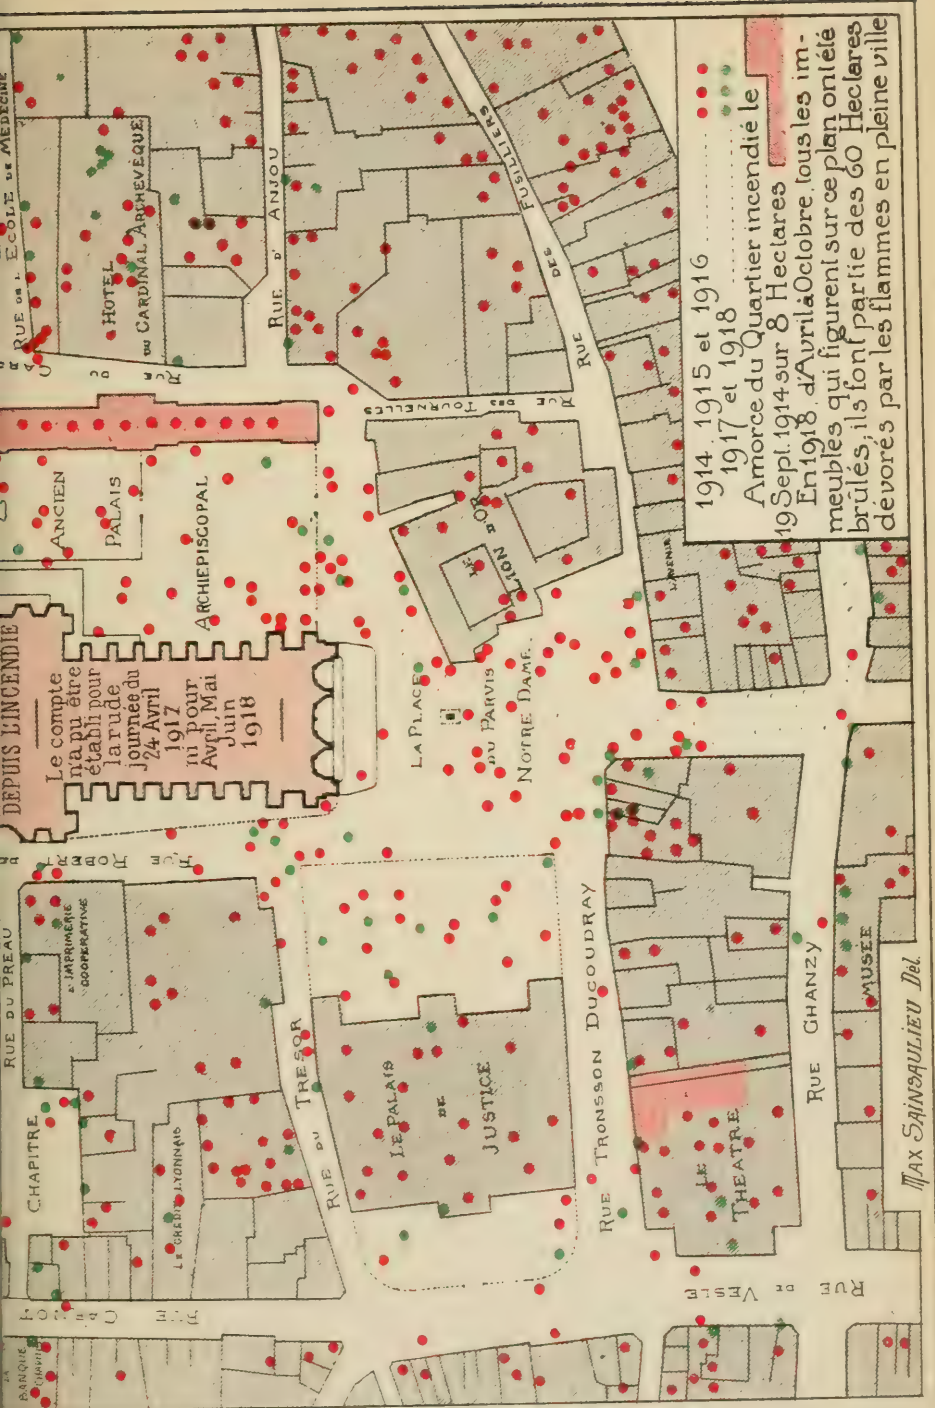 DEPUIS L'INCENDIE
Le compte
n'a pu être
établi pour
la rude
journée du
24 Avril
1917
ni pour
Avril, Mai
Juin
1918
RUE DE L'ÉCOLE DE MÉDECINE
HÔTEL
DU CARDINAL ARCHEVÊQUE
RUE D'ANJOU
RUE DES FUSILLIERS
RUE DU
RUE DES TOURNELLES
ANCIEN
PALAIS
ARCHIEPISCOPAL
LE
LION D'OR
L'AVENIR
LA PLACE
DU PARVIS
NOTRE DAME
RUE ROBERT
RUE DU PREAU
L'IMPRIMERIE
COOPERATIVE
CHAPITRE
LE CRÉDIT LYONNAIS
RUE DU TRESOR
LE PALAIS
DE
JUSTICE
RUE TRONSSON DUCOUDRAY
LE
THEATRE
RUE CHANZY
MUSÉE
RUE DE VESLE
RUE
BANQUE
1914. 1915 et 1916
1917 et 1918
Amorce du Quartier incendié le
19 Sept. 1914 sur 8 Hectares
En 1918, d'Avril à Octobre tous les im-
meubles qui figurent sur ce plan ont été
brûlés; ils font partie des 60 Hectares
dévorés par les flammes en pleine ville
MAX SAINSAULIEU Del.